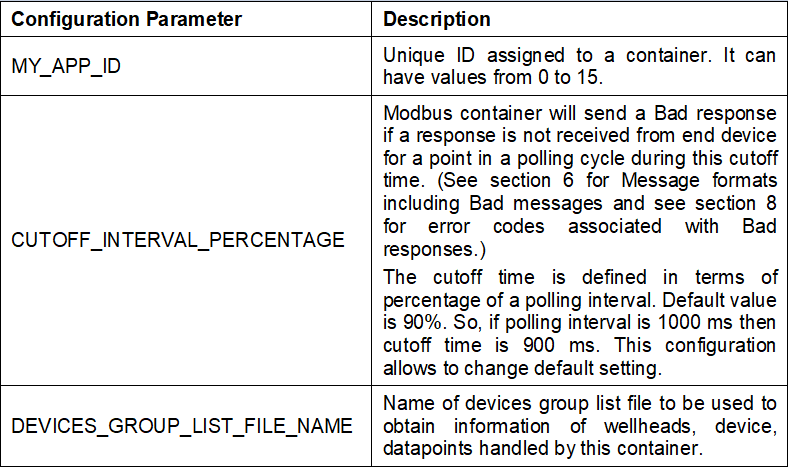 Configuration Parameter
Description
MY_APP_ID
Unique ID assigned to a container. It can
have values from 0 to 15.
CUTOFF_INTERVAL_PERCENTAGE
Modbus container will send a Bad response
if a response is not received from end device
for a point in a polling cycle during this cutoff
time. (See section 6 for Message formats
including Bad messages and see section 8
for error codes associated with Bad
responses.)
The cutoff time is defined in terms of
percentage of a polling interval. Default value
is 90%. So, if polling interval is 1000 ms then
cutoff time is 900 ms. This configuration
allows to change default setting.
DEVICES_GROUP_LIST_FILE_NAME
Name of devices group list file to be used to
obtain information of wellheads, device,
datapoints handled by this container.